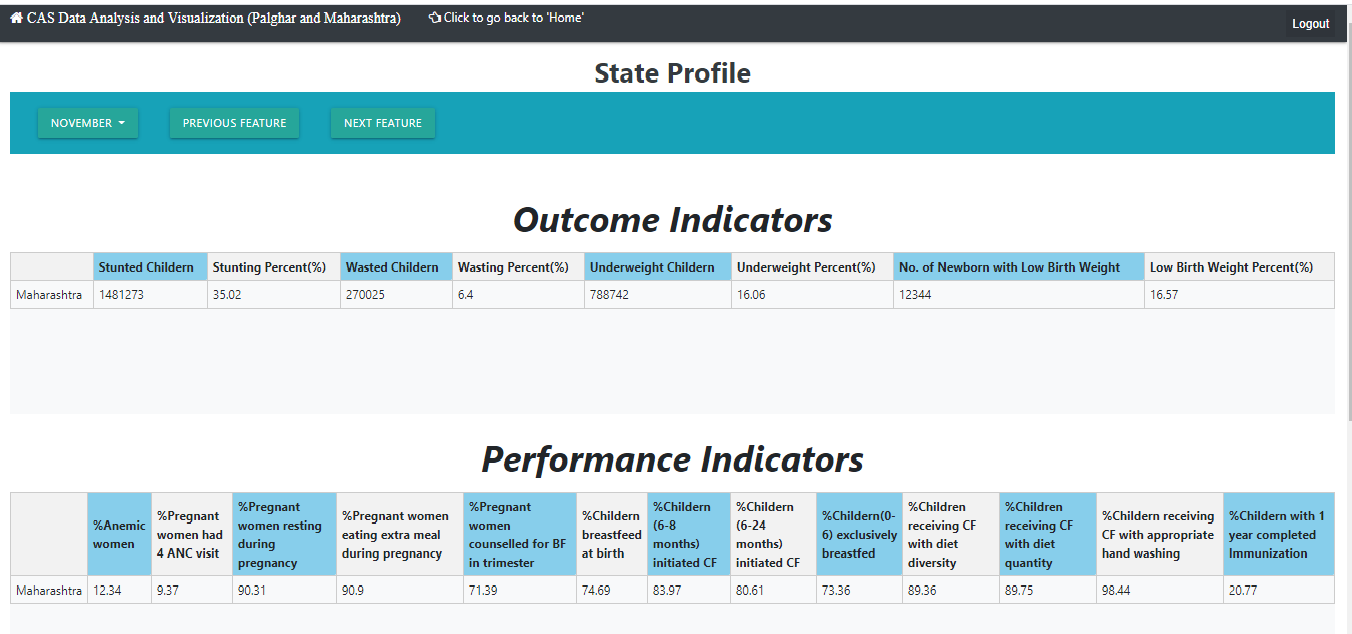 CAS Data Analysis and Visualization (Palghar and Maharashtra) Click to go back to 'Home' Logout
State Profile
NOVEMBER PREVIOUS FEATURE NEXT FEATURE
Outcome Indicators
Stunted Childern Stunting Percent(%) Wasted Childern Wasting Percent(%) Underweight Childern Underweight Percent(%) No. of Newborn with Low Birth Weight Low Birth Weight Percent(%)
Maharashtra 1481273 35.02 270025 6.4 788742 16.06 12344 16.57
Performance Indicators
%Anemic women
%Pregnant women had 4 ANC visit
%Pregnant women resting during pregnancy
%Pregnant women eating extra meal during pregnancy
%Pregnant women counselled for BF in trimester
%Childern breastfeed at birth
%Childern (6-8 months) initiated CF
%Childern (6-24 months) initiated CF
%Childern(0-6) exclusively breastfed
%Children receiving CF with diet diversity
%Children receiving CF with diet quantity
%Childern receiving CF with appropriate hand washing
%Childern with 1 year completed Immunization
Maharashtra 12.34 9.37 90.31 90.9 71.39 74.69 83.97 80.61 73.36 89.36 89.75 98.44 20.77